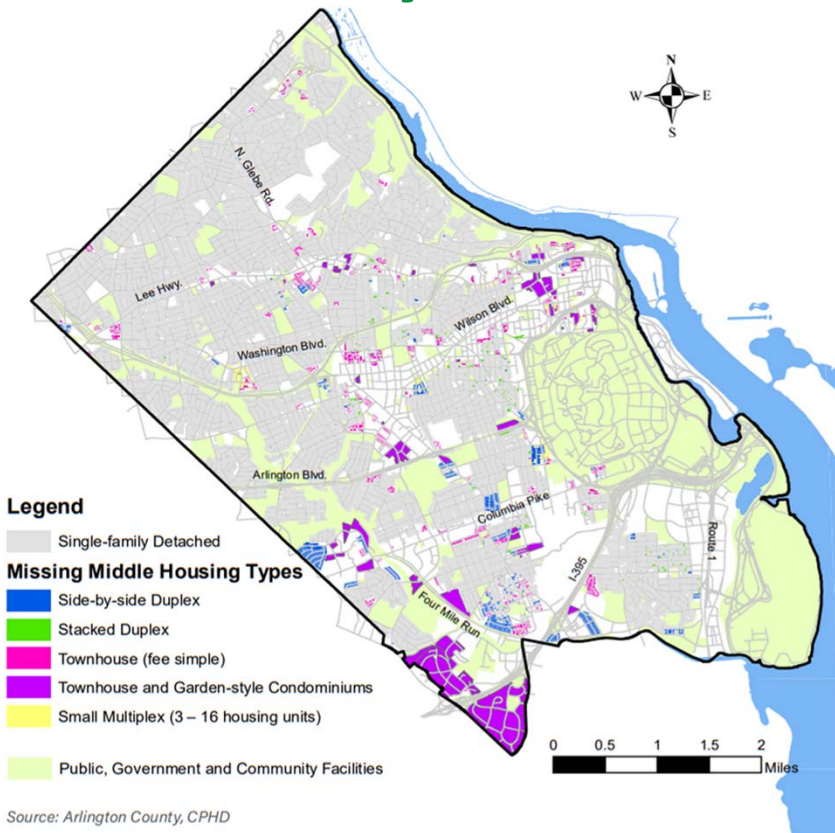 N
W
E
S
N. Glebe Rd.
Lee Hwy.
Wilson Blvd.
Washington Blvd.
Arlington Blvd.
Columbia Pike
I-395
Route 1
Four Mile Run
Legend
Single-family Detached
Missing Middle Housing Types
Side-by-side Duplex
Stacked Duplex
Townhouse (fee simple)
Townhouse and Garden-style Condominiums
Small Multiplex (3 – 16 housing units)
Public, Government and Community Facilities
0 0.5 1 1.5 2
Miles
Source: Arlington County, CPHD